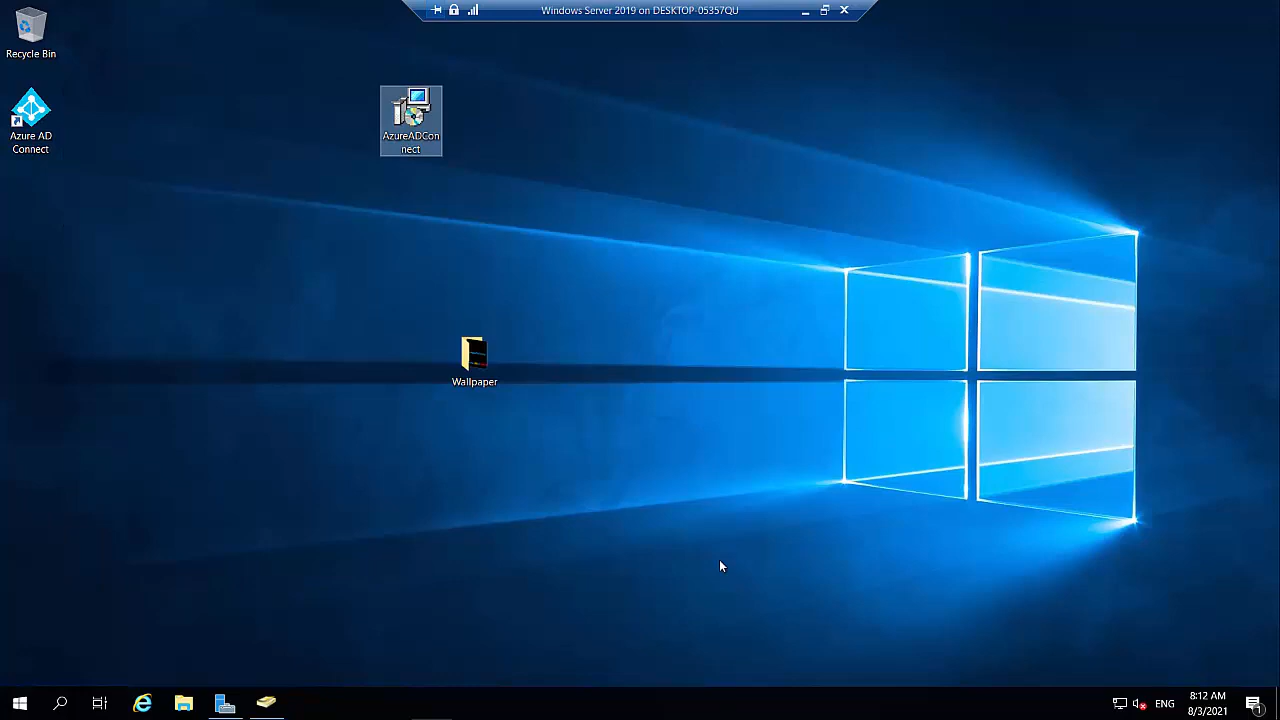 Windows Server 2019 on DESKTOP-05357QU
Recycle Bin
Azure AD
Connect
AzureADCon
nect
Wallpaper
ENG
8:12 AM
8/3/2021
1